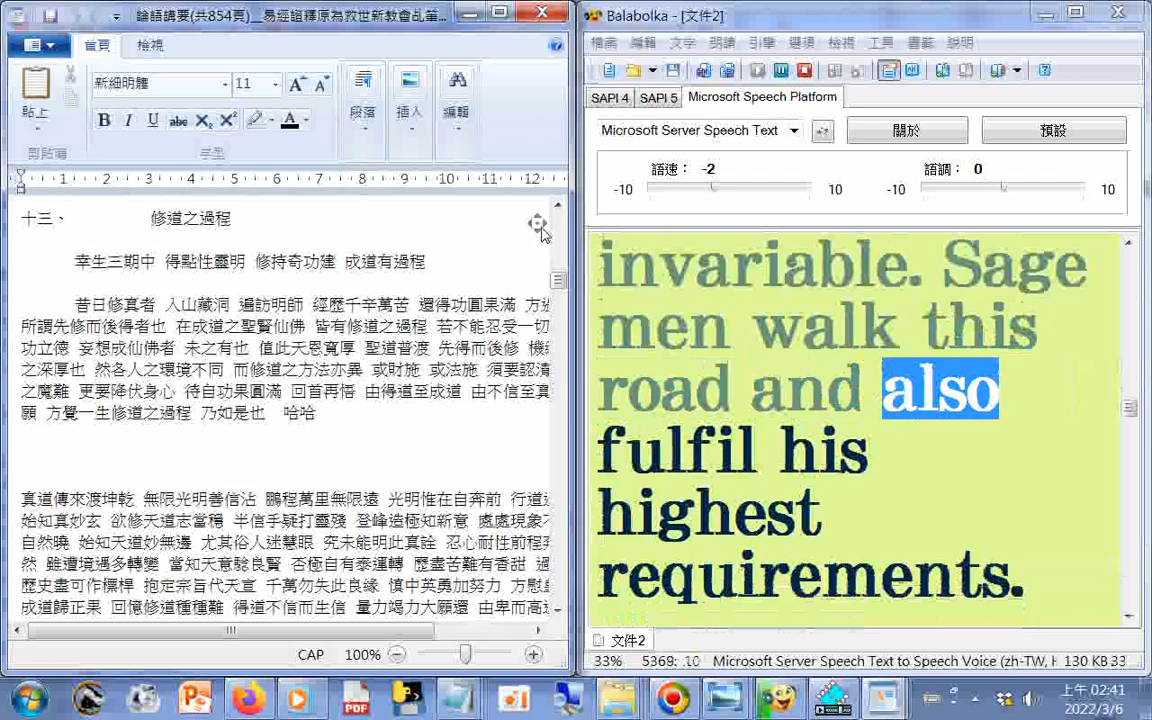 論語講要(共854頁)__易經證釋原為救世新教會乩筆...
首頁
檢視
貼上
剪貼簿
新細明體
11
字型
段落
插入
編輯
1 2 3 4 5 6 7 8 9 10 11 12
十三、 修道之過程
幸生三期中 得點性靈明 修持奇功建 成道有過程
昔日修真者 入山藏洞 遍訪明師 經歷千辛萬苦 還得功圓果滿 方
所謂先修而後得者也 在成道之聖賢仙佛 皆有修道之過程 若不能忍受一切
功立德 妄想成仙佛者 未之有也 值此天恩寬厚 聖道普渡 先得而後修 機
之深厚也 然各人之環境不同 而修道之方法亦異 或財施 或法施 須要認清
之魔難 更要降伏身心 待自功果圓滿 回首再悟 由得道至成道 由不信至真
願 方覺一生修道之過程 乃如是也 哈哈
真道傳來渡坤乾 無限光明善信沾 鵬程萬里無限遠 光明惟在自奔前 行道
始知真妙玄 欲修天道志當穩 半信手疑打靈殘 登峰造極知新意 處處現象
自然曉 始知天道妙無邊 尤其俗人迷慧眼 究未能明此真詮 忍心耐性前程
然 雖遭境遇多轉變 當知天意驗良賢 否極自有泰運轉 歷盡苦難有香甜
歷史盡可作標桿 抱定宗旨代天宣 千萬勿失此良緣 慎中英勇加努力 方慰
成道歸正果 回憶修道種種難 得道不信而生信 量力竭力大願還 由卑而高
CAP 100%
Balabolka - [文件2]
檔案 編輯 文字 朗讀 引擎 選項 檢視 工具 書籤 說明
SAPI 4 SAPI 5 Microsoft Speech Platform
Microsoft Server Speech Text
關於
預設
語速： -2
語調： 0
-10 10 -10 10
invariable. Sage
men walk this
road and also
fulfil his
highest
requirements.
文件2
33% 5369: 10 Microsoft Server Speech Text to Speech Voice (zh-TW, 130 KB 33
PDF
上午 02:41
2022/3/6